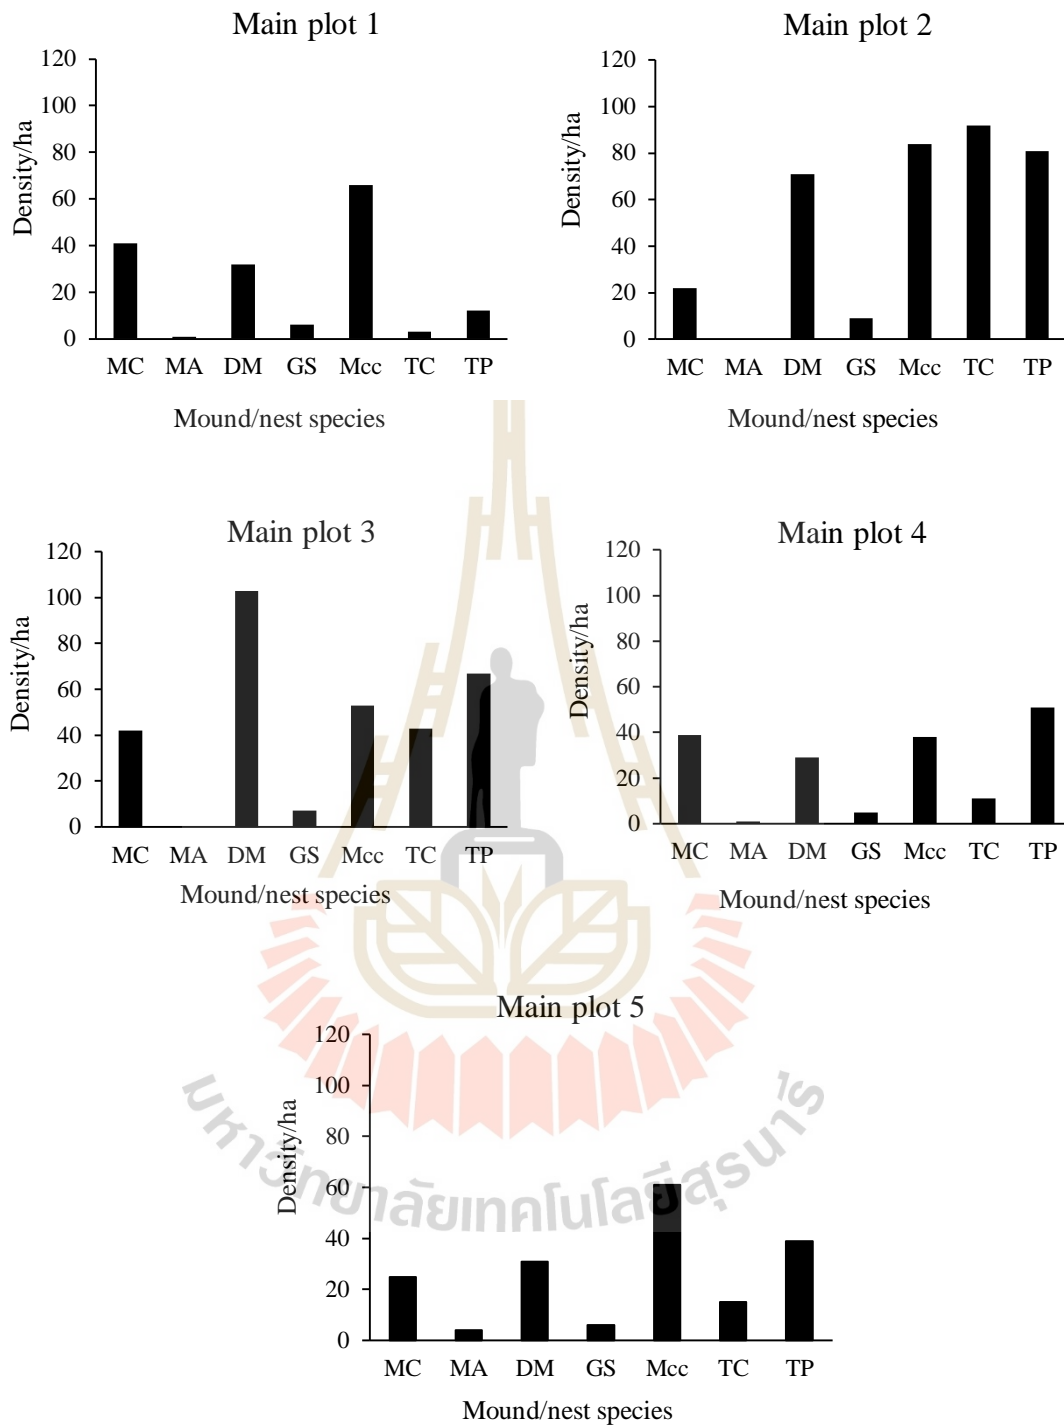 Main plot 1
120
100
80
60
40
20
0
Density/ha
MC MA DM GS Mcc TC TP
Mound/nest species
Main plot 2
120
100
80
60
40
20
0
Density/ha
MC MA DM GS Mcc TC TP
Mound/nest species
Main plot 3
120
100
80
60
40
20
0
Density/ha
MC MA DM GS Mcc TC TP
Mound/nest species
Main plot 4
120
100
80
60
40
20
0
Density/ha
MC MA DM GS Mcc TC TP
Mound/nest species
Main plot 5
120
100
80
60
40
20
0
Density/ha
MC MA DM GS Mcc TC TP
Mound/nest species
มหาวิทยาลัยเทคโนโลยีสุรนารี